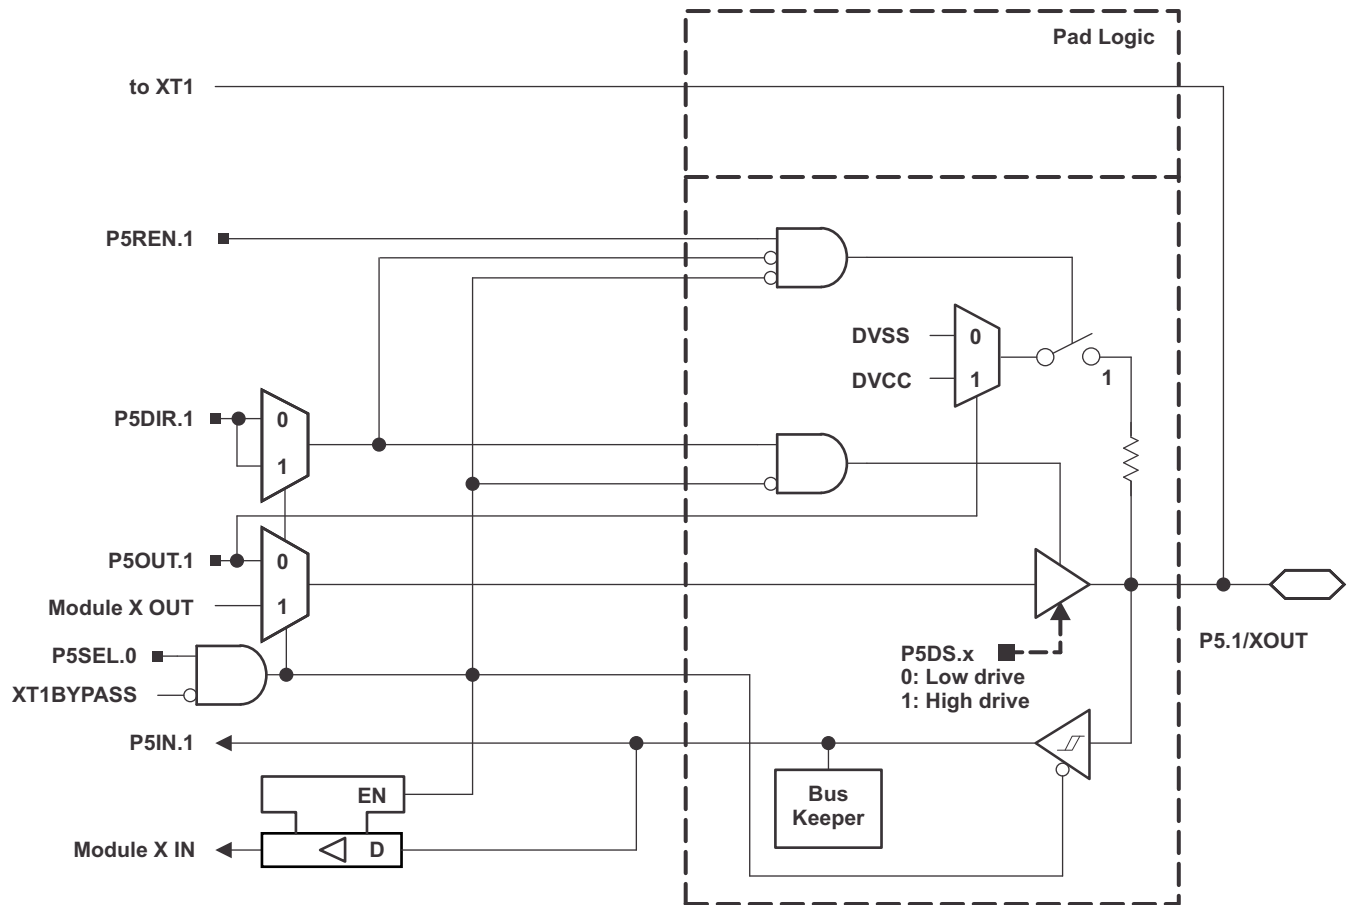 Pad Logic
to XT1
P5REN.1
DVSS
0
DVCC
1
1
P5DIR.1
0
1
P5OUT.1
0
Module X OUT
1
P5SEL.0
XT1BYPASS
P5DS.x
0: Low drive
1: High drive
P5.1/XOUT
P5IN.1
Bus
Keeper
EN
Module X IN
D